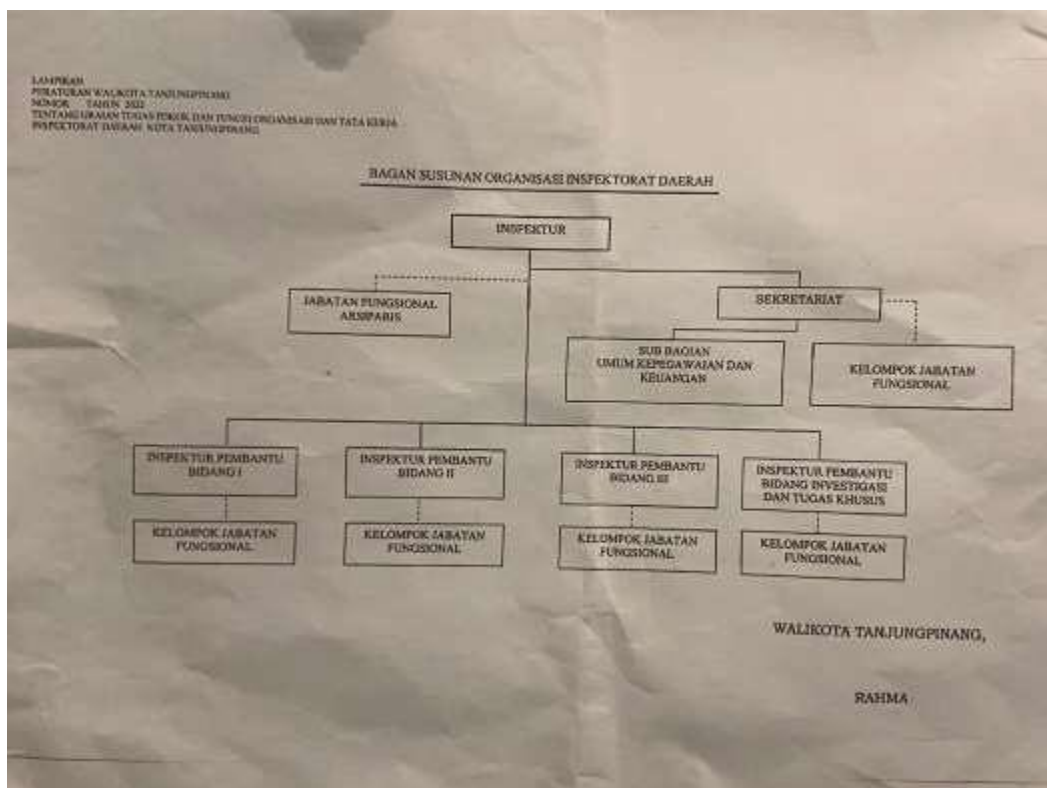 LAMPIRAN
PERATURAN WALIKOTA TANJUNGPINANG
NOMOR TAHUN 2022
TENTANG URAIAN TUGAS POKOK DAN FUNGSI ORGANISASI DAN TATA KERJA
INSPEKTORAT DAERAH KOTA TANJUNGPINANG
BAGAN SUSUNAN ORGANISASI INSPEKTORAT DAERAH
INSPEKTUR
JABATAN FUNGSIONAL
ARSIPARIS
SEKRETARIAT
SUB BAGIAN
UMUM KEPEGAWAIAN DAN
KEUANGAN
KELOMPOK JABATAN
FUNGSIONAL
INSPEKTUR PEMBANTU
BIDANG I
INSPEKTUR PEMBANTU
BIDANG II
INSPEKTUR PEMBANTU
BIDANG III
INSPEKTUR PEMBANTU
BIDANG INVESTIGASI
DAN TUGAS KHUSUS
KELOMPOK JABATAN
FUNGSIONAL
KELOMPOK JABATAN
FUNGSIONAL
KELOMPOK JABATAN
FUNGSIONAL
KELOMPOK JABATAN
FUNGSIONAL
WALIKOTA TANJUNGPINANG,
RAHMA